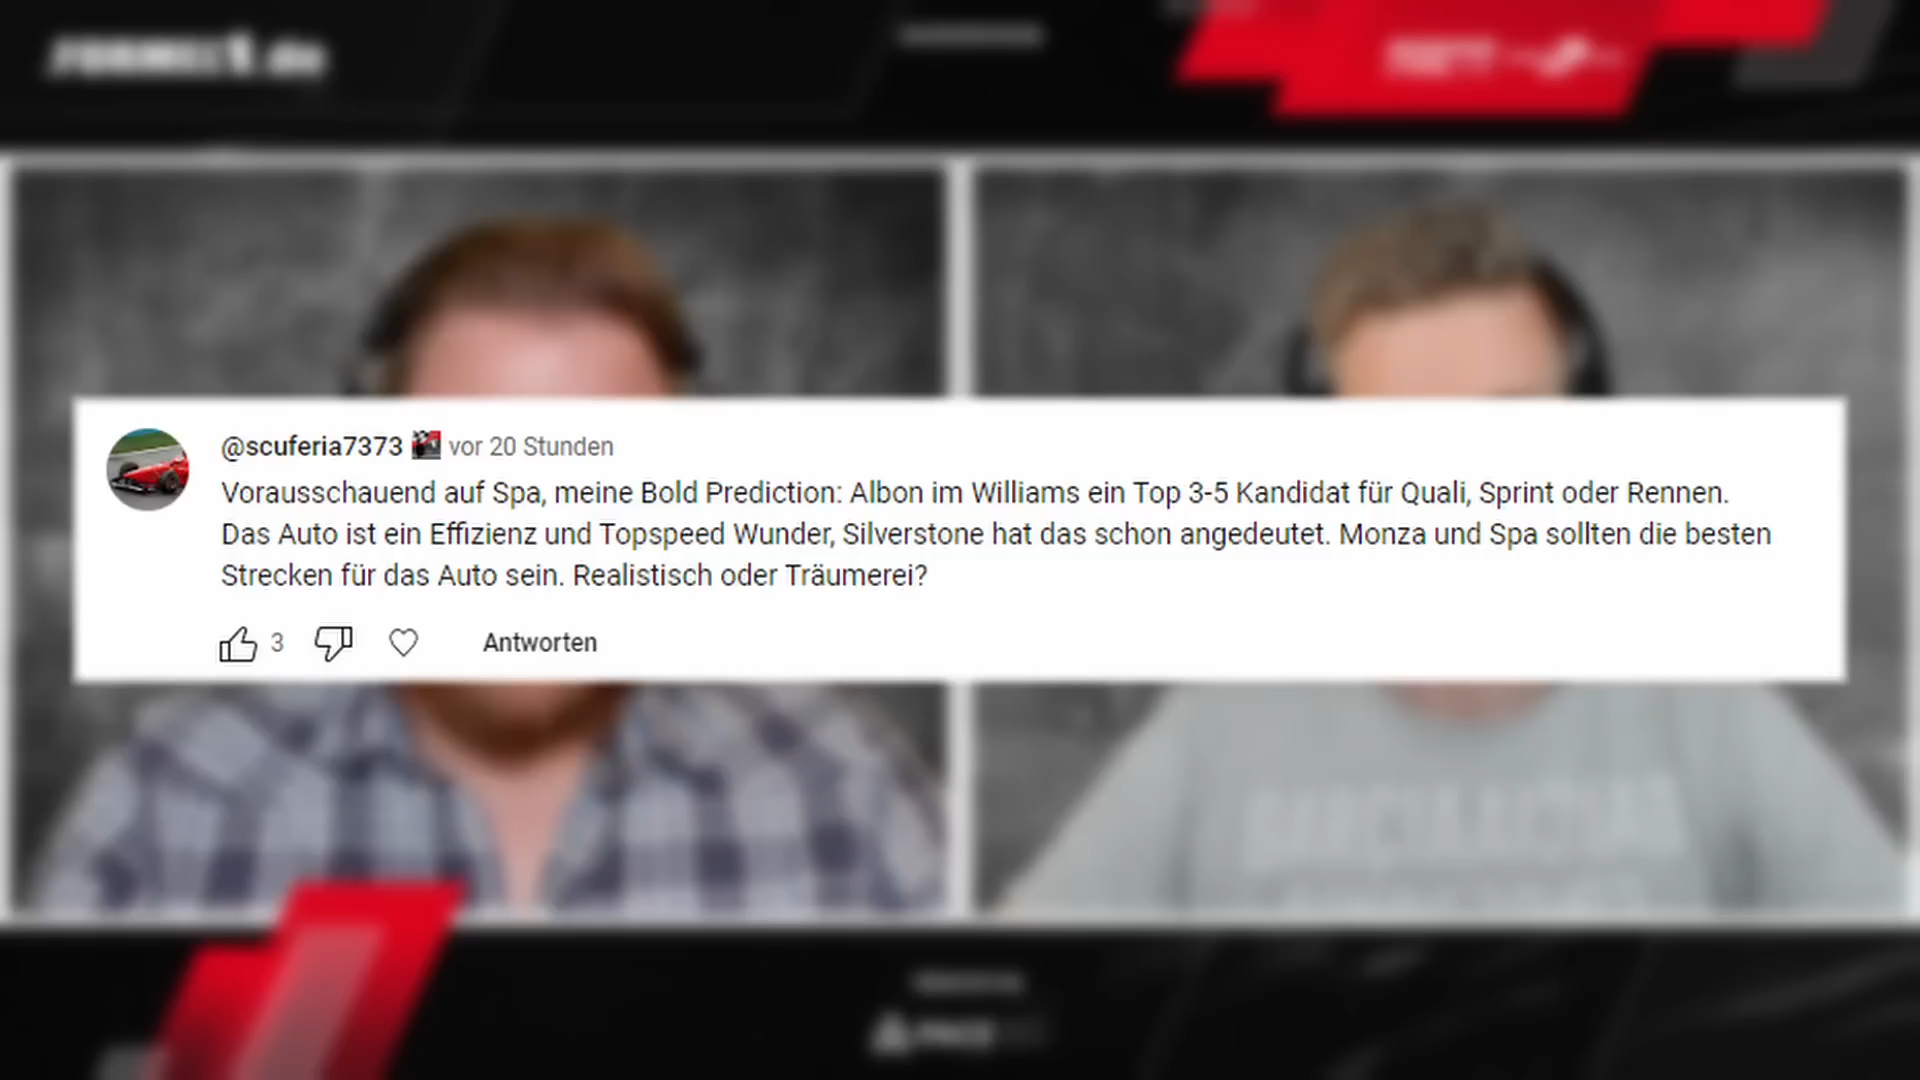 @scuferia7373 vor 20 Stunden
Vorausschauend auf Spa, meine Bold Prediction: Albon im Williams ein Top 3-5 Kandidat für Quali, Sprint oder Rennen.
Das Auto ist ein Effizienz und Topspeed Wunder, Silverstone hat das schon angedeutet. Monza und Spa sollten die besten
Strecken für das Auto sein. Realistisch oder Träumerei?
3 Antworten